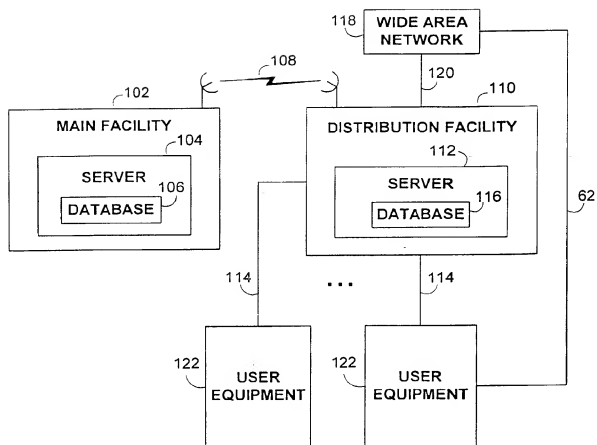 118
WIDE AREA
NETWORK
108
120
102
110
MAIN FACILITY
DISTRIBUTION FACILITY
104
112
SERVER
SERVER
DATABASE
106
DATABASE
116
62
114
...
114
122
USER
EQUIPMENT
122
USER
EQUIPMENT